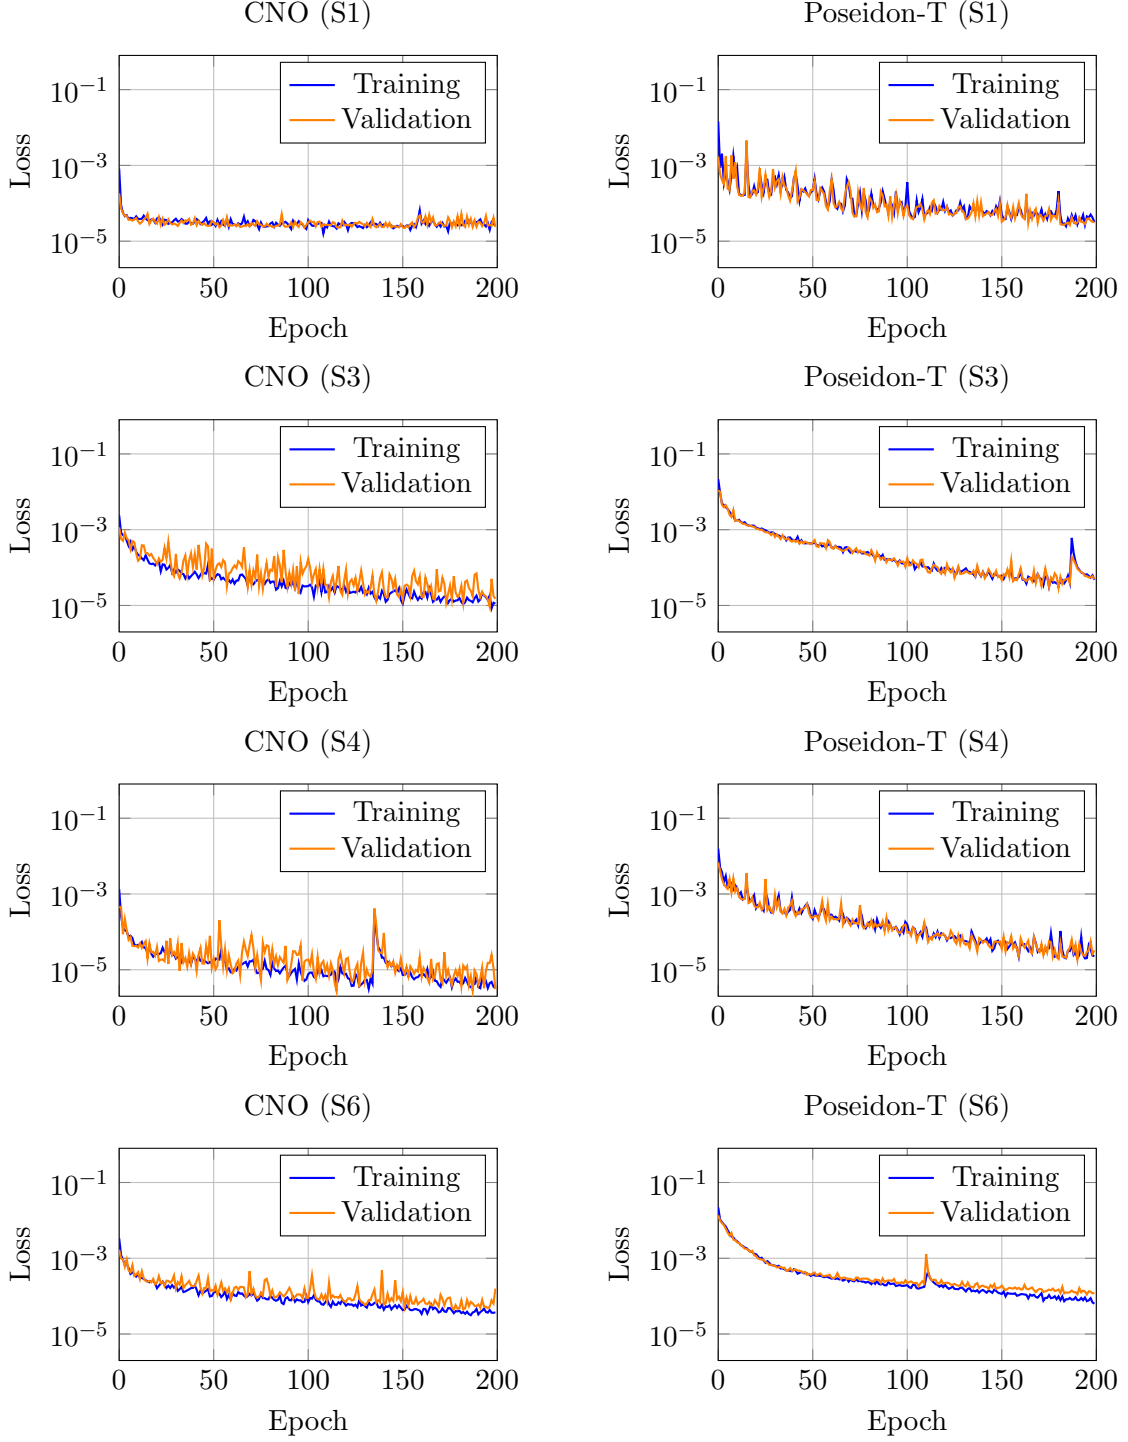 CNO (S1)
10⁻¹
10⁻³
10⁻⁵
Loss
Training
Validation
0 50 100 150 200
Epoch
Poseidon-T (S1)
10⁻¹
10⁻³
10⁻⁵
Loss
Training
Validation
0 50 100 150 200
Epoch
CNO (S3)
10⁻¹
10⁻³
10⁻⁵
Loss
Training
Validation
0 50 100 150 200
Epoch
Poseidon-T (S3)
10⁻¹
10⁻³
10⁻⁵
Loss
Training
Validation
0 50 100 150 200
Epoch
CNO (S4)
10⁻¹
10⁻³
10⁻⁵
Loss
Training
Validation
0 50 100 150 200
Epoch
Poseidon-T (S4)
10⁻¹
10⁻³
10⁻⁵
Loss
Training
Validation
0 50 100 150 200
Epoch
CNO (S6)
10⁻¹
10⁻³
10⁻⁵
Loss
Training
Validation
0 50 100 150 200
Epoch
Poseidon-T (S6)
10⁻¹
10⁻³
10⁻⁵
Loss
Training
Validation
0 50 100 150 200
Epoch